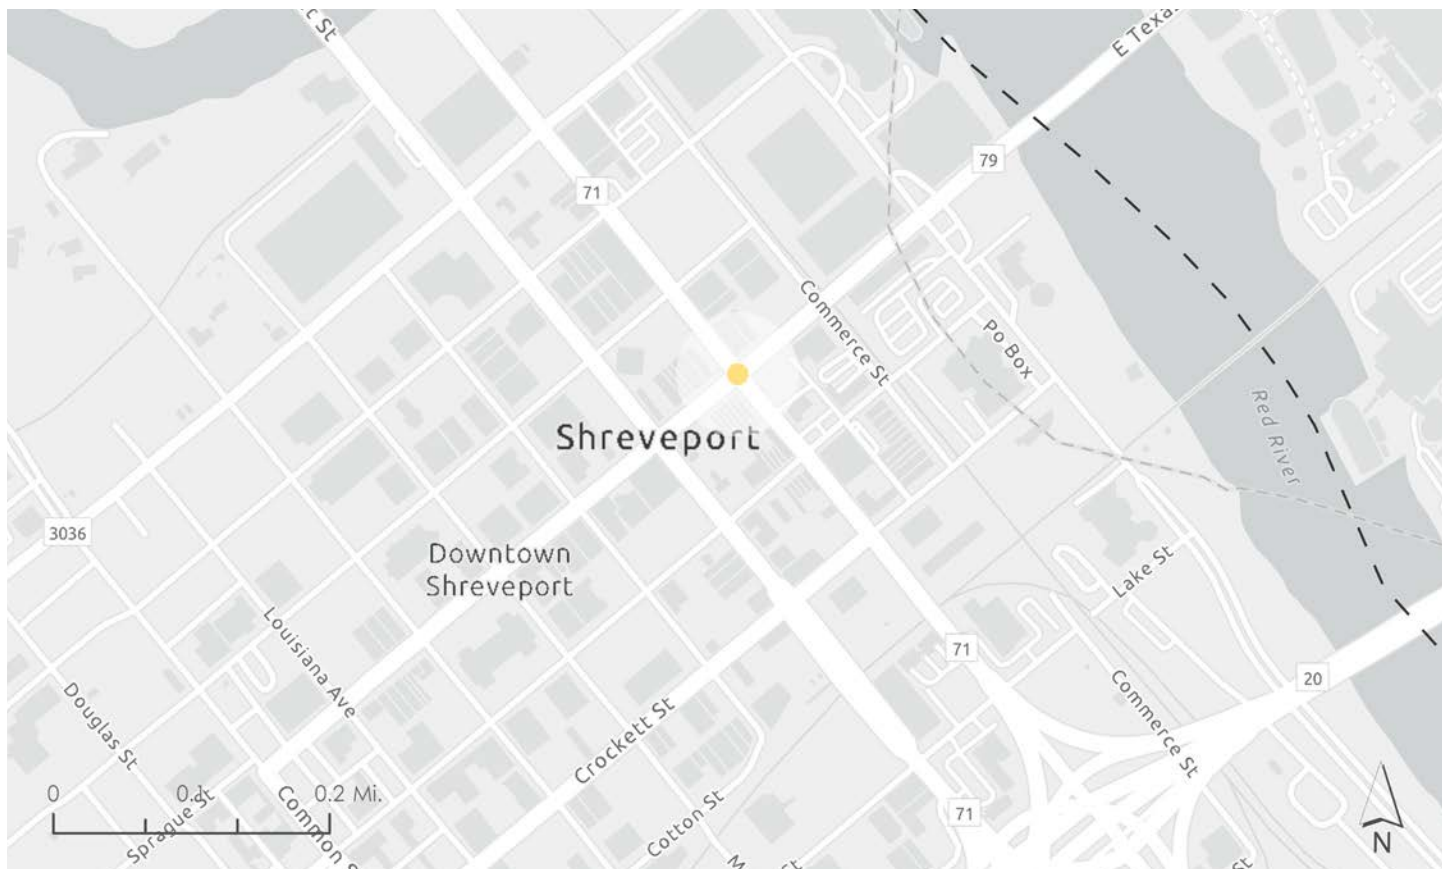 t St
E Texas
79
71
Commerce St
Po Box
Red River
Shreveport
3036
Downtown
Shreveport
Lake St
Louisiana Ave
71
20
Douglas St
Crockett St
Commerce St
0
0.1
0.2 Mi.
Sprague St
Common S
Cotton St
71
M
St
St
N